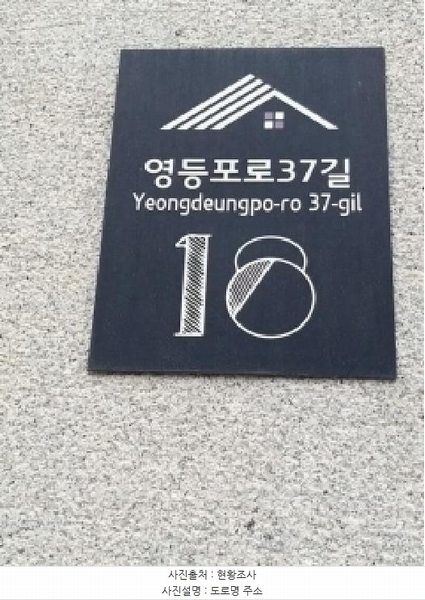 영등포로37길
Yeongdeungpo-ro 37-gil
18
사진출처 : 현황조사
사진설명 : 도로명 주소